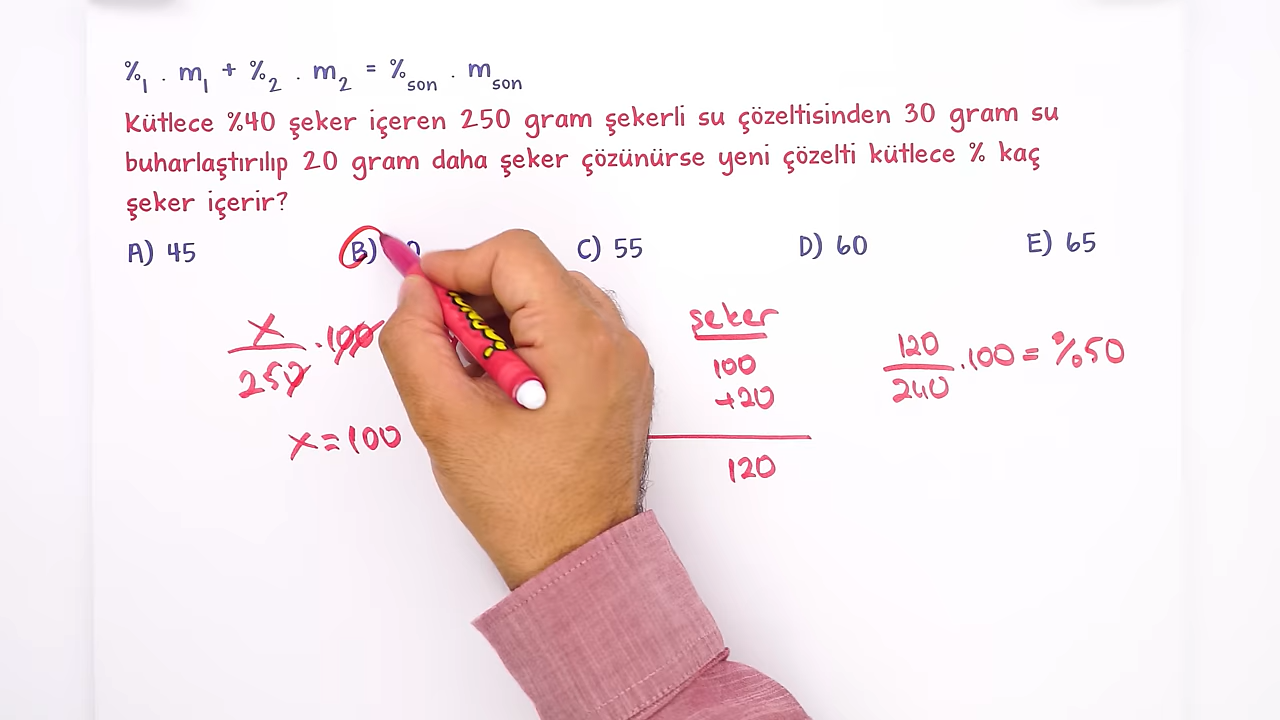 %1 . m1 + %2 . m2 = %son . mson
Kütlece %40 şeker içeren 250 gram şekerli su çözeltisinden 30 gram su
buharlaştırılıp 20 gram daha şeker çözünürse yeni çözelti kütlece % kaç
şeker içerir?
A) 45 B) C) 55 D) 60 E) 65
x/250 . 100
x = 100
şeker
100
+20
120
120/240 . 100 = %50